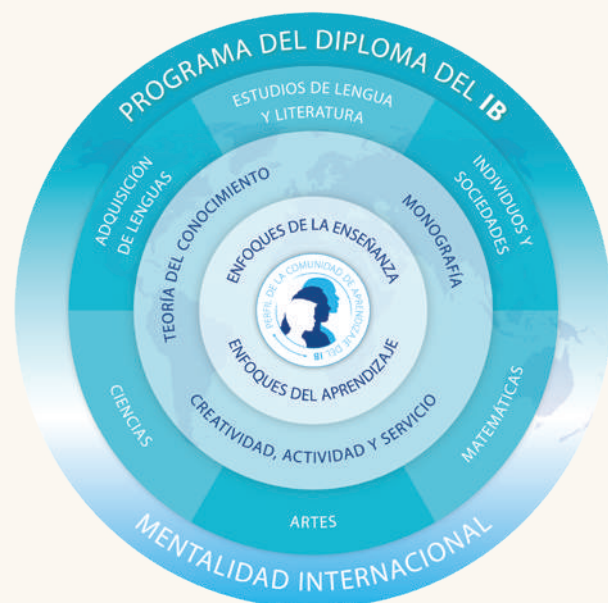 PROGRAMA DEL DIPLOMA DEL IB
ESTUDIOS DE LENGUA
Y LITERATURA
ADQUISICIÓN
DE LENGUAS
INDIVIDUOS Y
SOCIEDADES
TEORÍA DEL CONOCIMIENTO
MONOGRAFÍA
ENFOQUES DE LA ENSEÑANZA
PERFIL DE LA COMUNIDAD DE APRENDIZAJE DEL IB
ENFOQUES DEL APRENDIZAJE
CREATIVIDAD, ACTIVIDAD Y SERVICIO
CIENCIAS
MATEMÁTICAS
ARTES
MENTALIDAD INTERNACIONAL